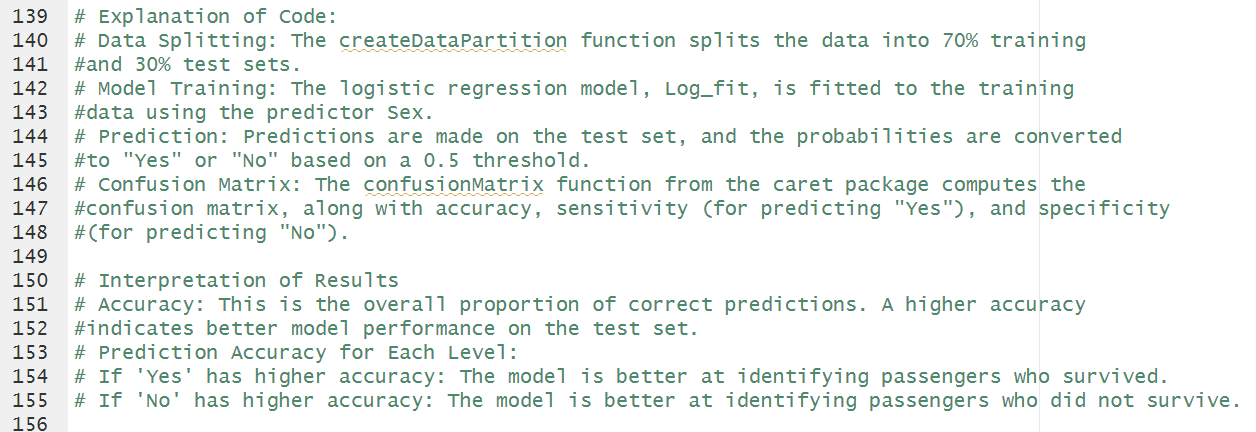 139 # Explanation of Code:
140 # Data Splitting: The createDataPartition function splits the data into 70% training
141 #and 30% test sets.
142 # Model Training: The logistic regression model, Log_fit, is fitted to the training
143 #data using the predictor Sex.
144 # Prediction: Predictions are made on the test set, and the probabilities are converted
145 #to "Yes" or "No" based on a 0.5 threshold.
146 # Confusion Matrix: The confusionMatrix function from the caret package computes the
147 #confusion matrix, along with accuracy, sensitivity (for predicting "Yes"), and specificity
148 #(for predicting "No").
149
150 # Interpretation of Results
151 # Accuracy: This is the overall proportion of correct predictions. A higher accuracy
152 #indicates better model performance on the test set.
153 # Prediction Accuracy for Each Level:
154 # If 'Yes' has higher accuracy: The model is better at identifying passengers who survived.
155 # If 'No' has higher accuracy: The model is better at identifying passengers who did not survive.
156